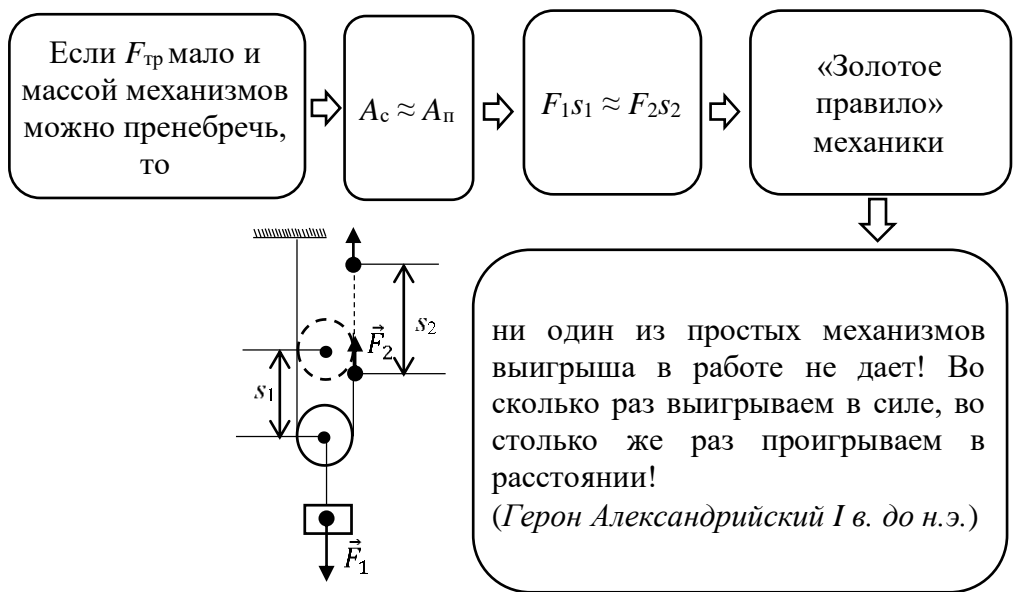 Если Fтр мало и
массой механизмов
можно пренебречь,
то
Aс ≈ Aп
F₁s₁ ≈ F₂s₂
«Золотое
правило»
механики
s₂
F⃗₂
s₁
F⃗₁
ни один из простых механизмов
выигрыша в работе не дает! Во
сколько раз выигрываем в силе, во
столько же раз проигрываем в
расстоянии!
(Герон Александрийский I в. до н.э.)